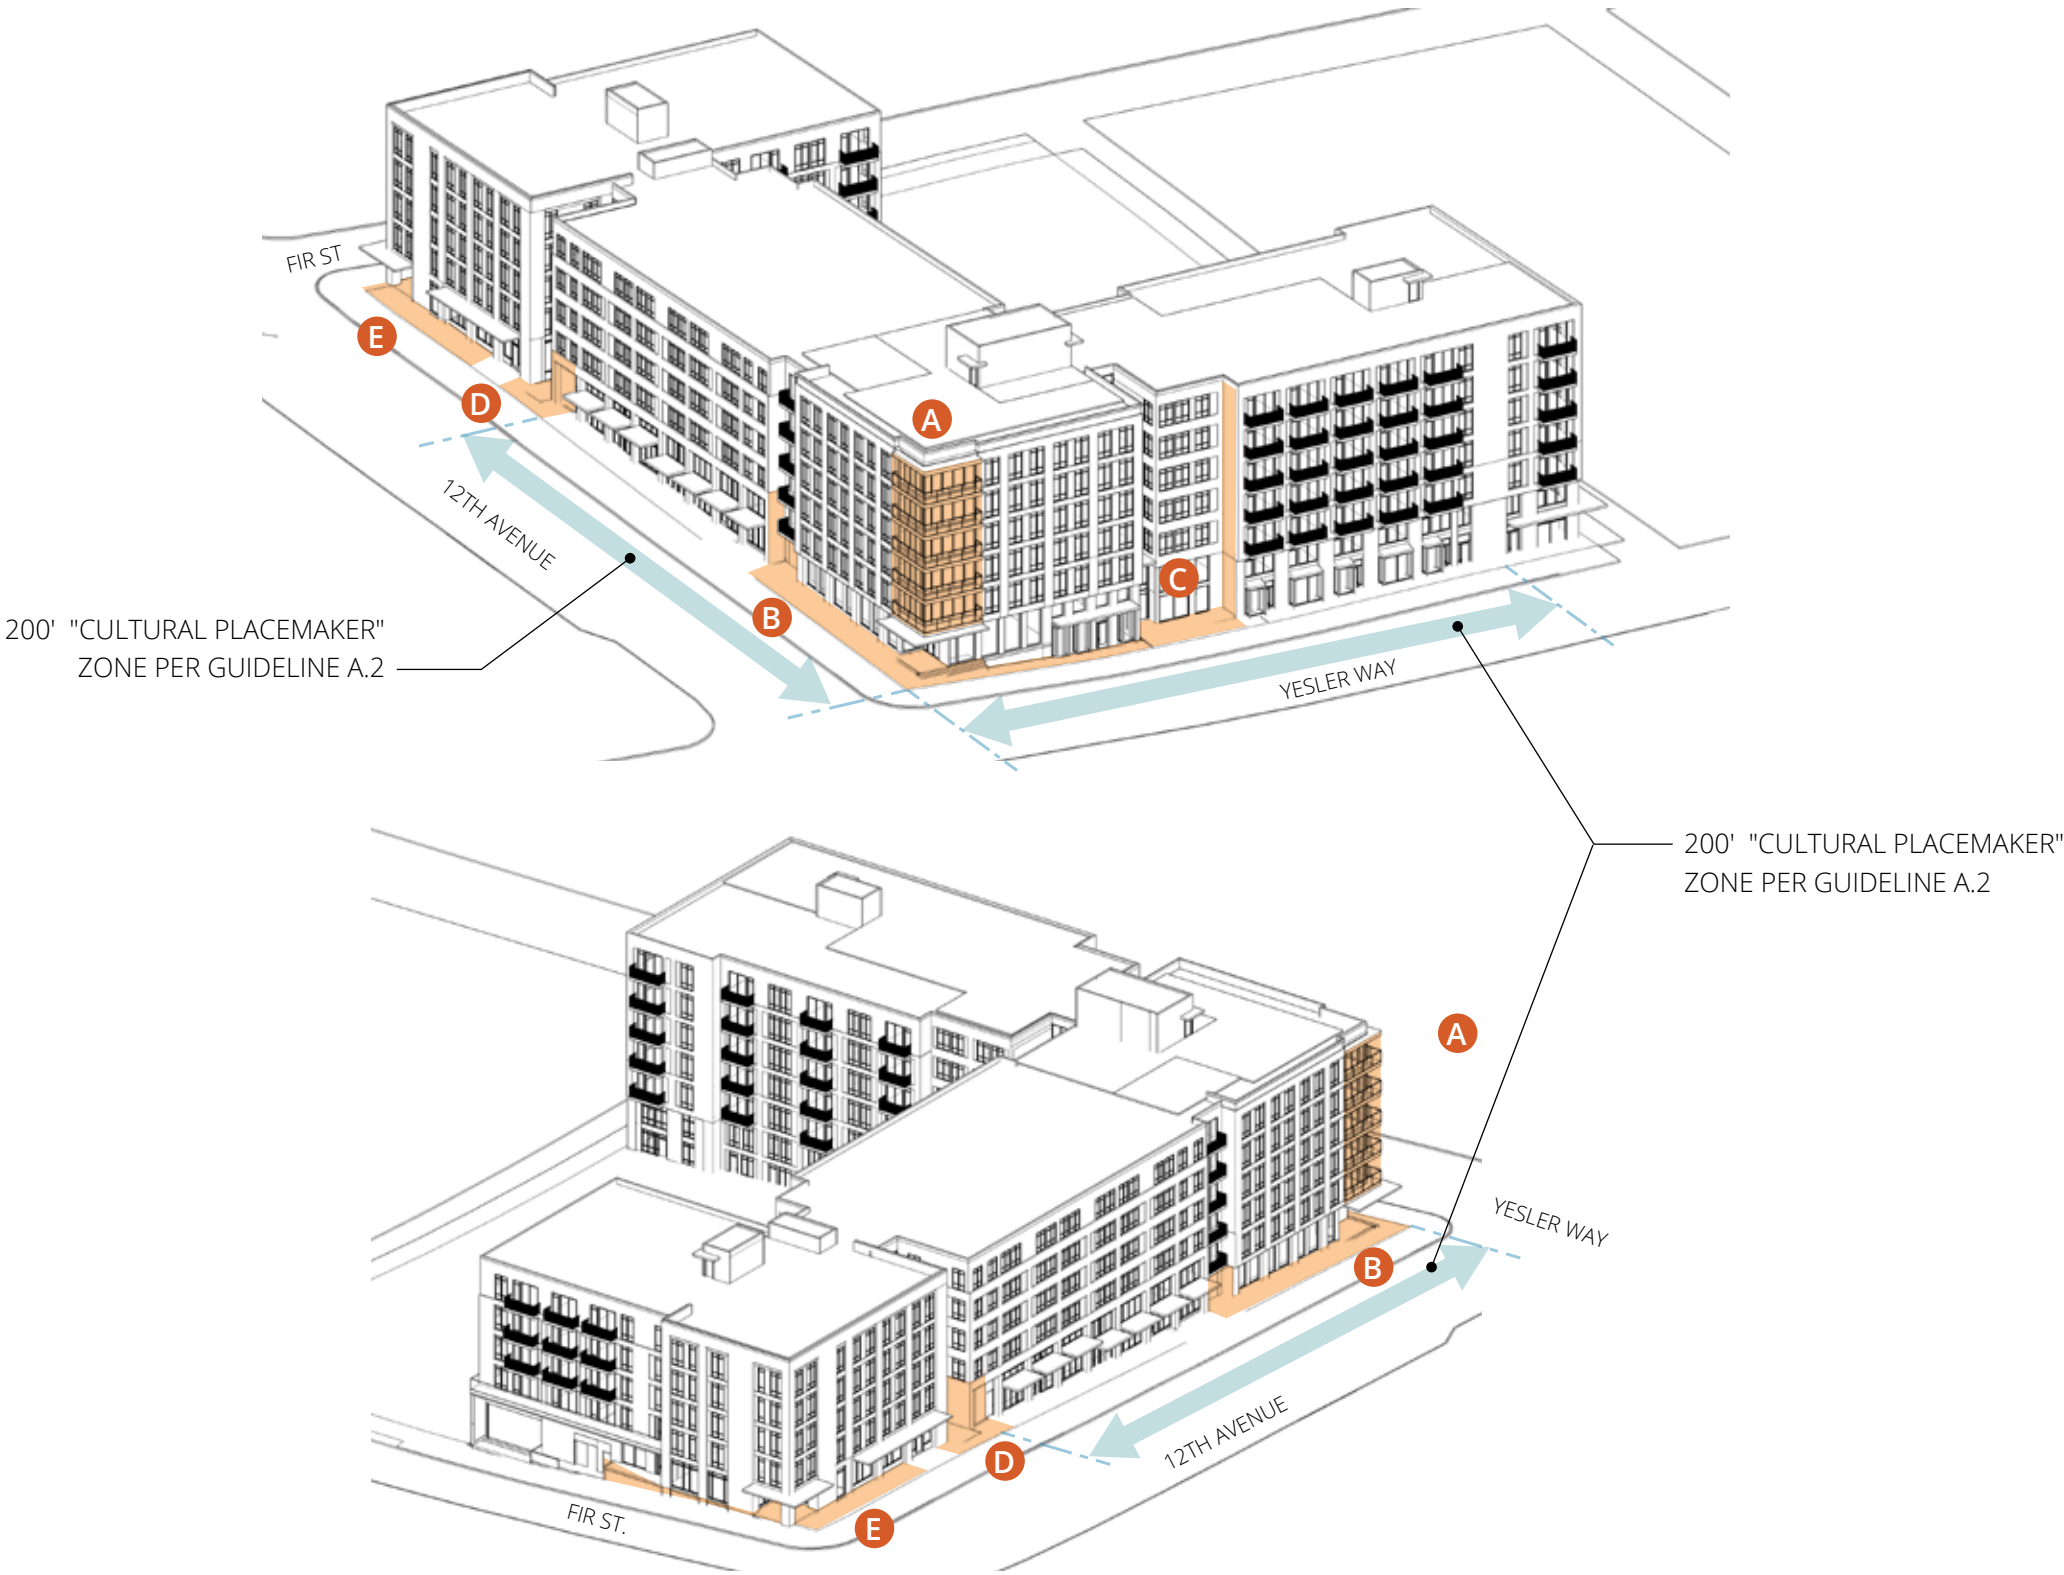 FIR ST
E
D
A
12TH AVENUE
C
B
200' "CULTURAL PLACEMAKER"
ZONE PER GUIDELINE A.2
YESLER WAY
200' "CULTURAL PLACEMAKER"
ZONE PER GUIDELINE A.2
A
YESLER WAY
B
12TH AVENUE
D
FIR ST.
E